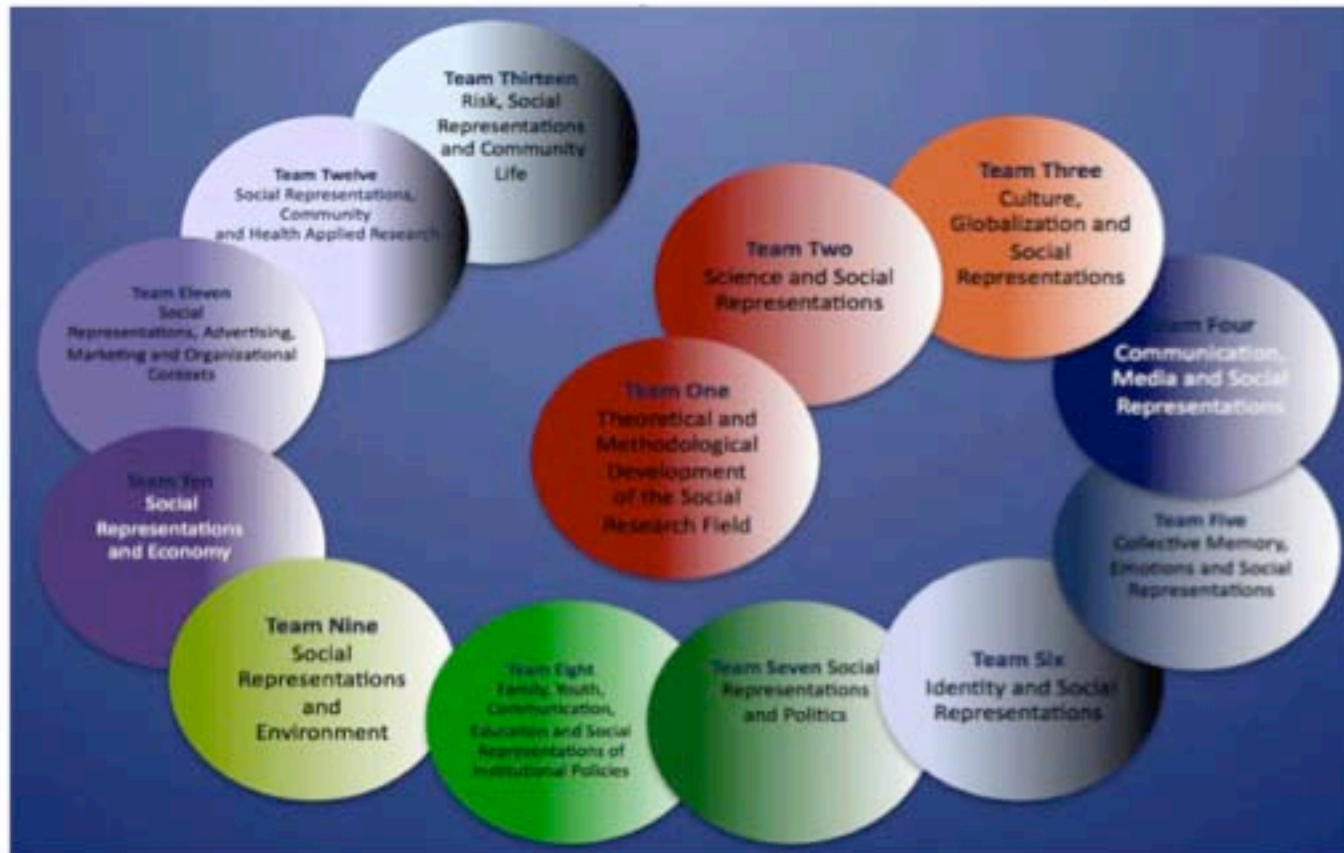 Team One
Theoretical and
Methodological
Development
of the Social
Research Field
Team Two
Science and Social
Representations
Team Three
Culture,
Globalization and
Social
Representations
Team Four
Communication,
Media and Social
Representations
Team Five
Collective Memory,
Emotions and Social
Representations
Team Six
Identity and Social
Representations
Team Seven Social
Representations
and Politics
Team Eight
Family, Youth,
Communication,
Education and Social
Representations of
Institutional Policies
Team Nine
Social
Representations
and
Environment
Team Ten
Social
Representations
and Economy
Team Eleven
Social
Representations, Advertising,
Marketing and Organizational
Contexts
Team Twelve
Social Representations,
Community
and Health Applied Research
Team Thirteen
Risk, Social
Representations
and Community
Life